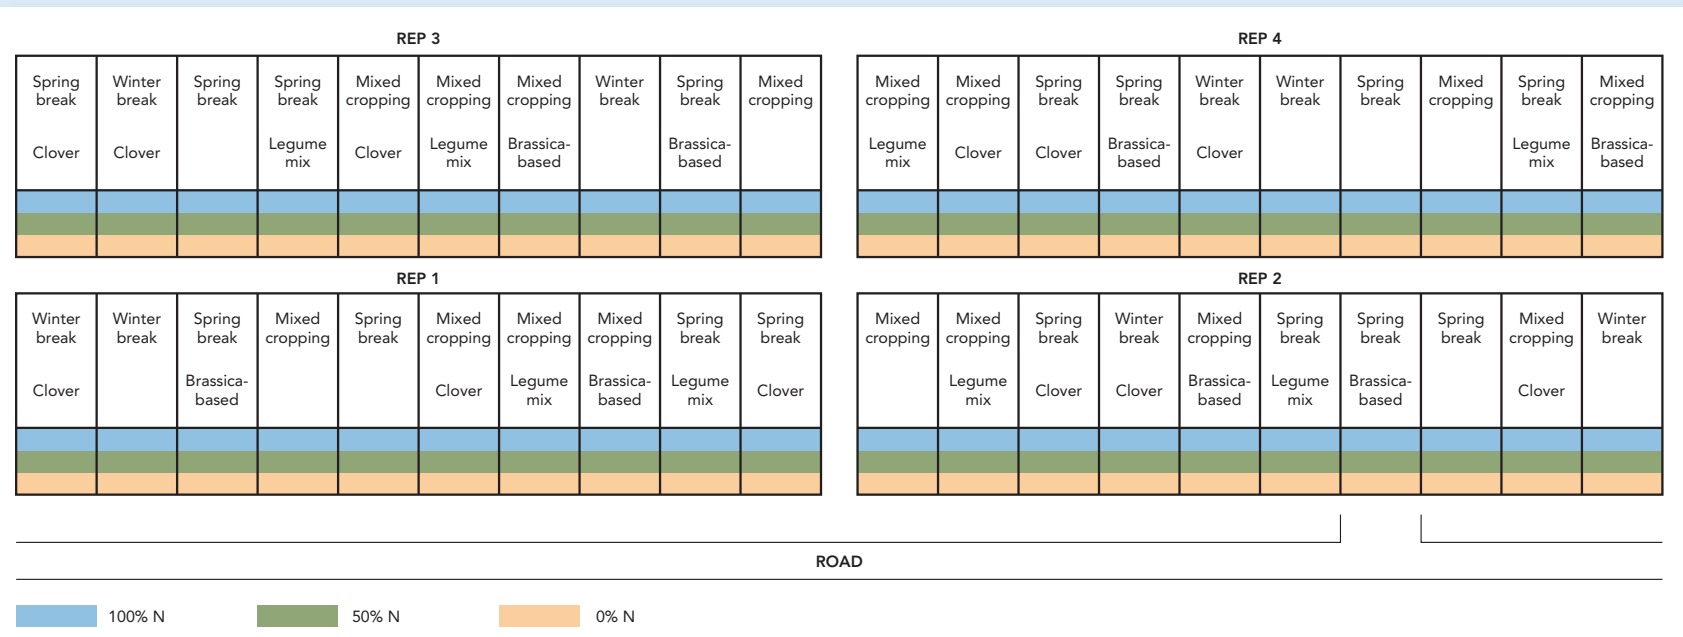 REP 3
Spring break Clover
Winter break Clover
Spring break
Spring break Legume mix
Mixed cropping Clover
Mixed cropping Legume mix
Mixed cropping Brassica-based
Winter break
Spring break Brassica-based
Mixed cropping
REP 4
Mixed cropping Legume mix
Mixed cropping Clover
Spring break Clover
Spring break Brassica-based
Winter break Clover
Winter break
Spring break
Mixed cropping
Spring break Legume mix
Mixed cropping Brassica-based
REP 1
Winter break Clover
Winter break
Spring break Brassica-based
Mixed cropping
Spring break
Mixed cropping Clover
Mixed cropping Legume mix
Mixed cropping Brassica-based
Spring break Legume mix
Spring break Clover
REP 2
Mixed cropping
Mixed cropping Legume mix
Spring break Clover
Winter break Clover
Mixed cropping Brassica-based
Spring break Legume mix
Spring break Brassica-based
Spring break
Mixed cropping Clover
Winter break
ROAD
100% N
50% N
0% N